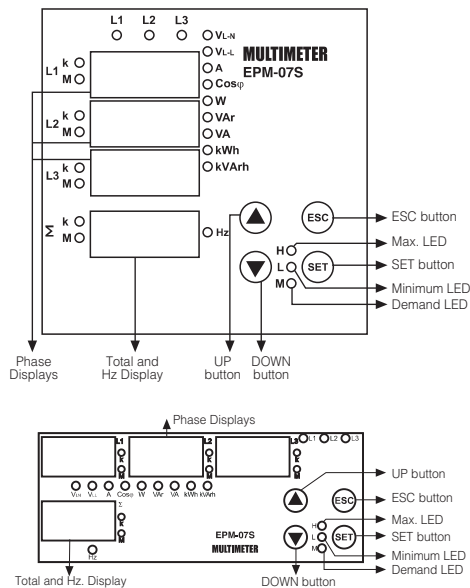 L1 L2 L3
VL-N
VL-L
A
Cosφ
W
VAr
VA
kWh
kVArh
MULTIMETER
EPM-07S
L1 k
M
L2 k
M
L3 k
M
Σ k
M
Hz
ESC
H
L
M
SET
ESC button
Max. LED
SET button
Minimum LED
Demand LED
Phase Displays
Total and Hz Display
UP button
DOWN button
Phase Displays
L1 k M
L2 k M
L3 k M
L1 L2 L3
VLN VLL A Cosφ W VAr VA kWh kVArh
Σ k M
Hz
EPM-07S
MULTIMETER
ESC
H
L
M
SET
UP button
ESC button
Max. LED
SET button
Minimum LED
Demand LED
Total and Hz. Display
DOWN button